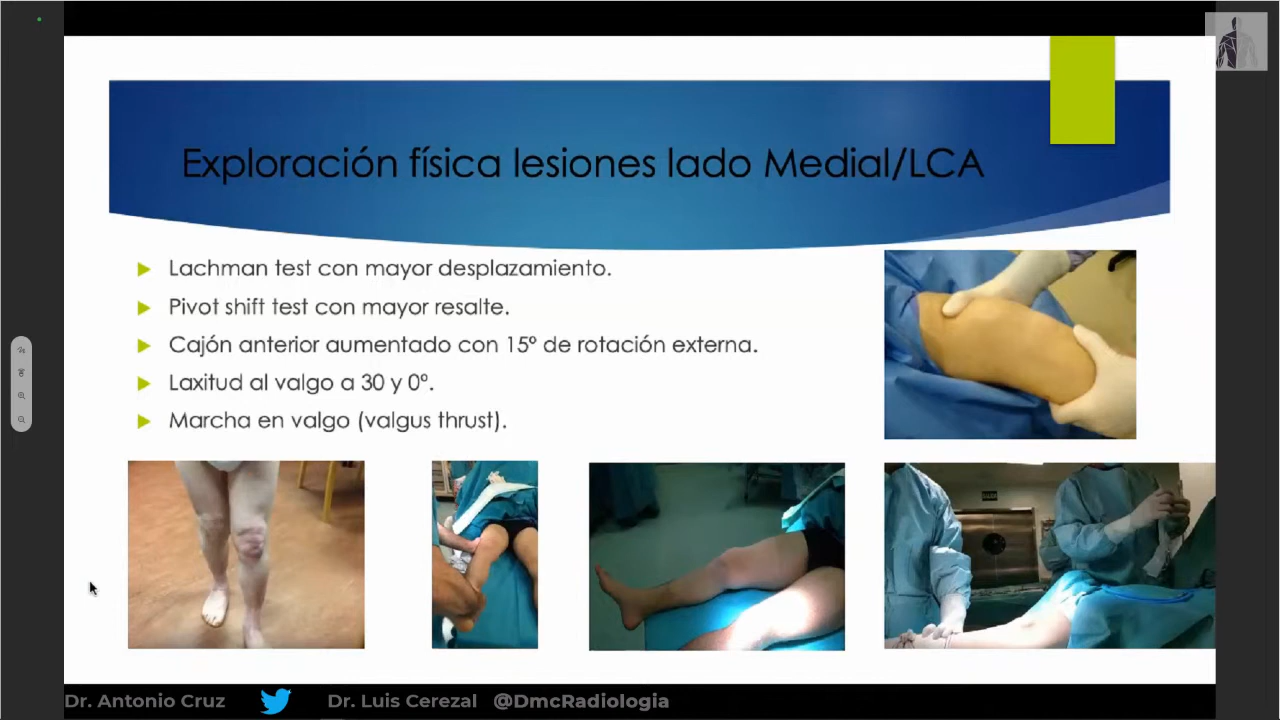 Exploración física lesiones lado Medial/LCA
Lachman test con mayor desplazamiento.
Pivot shift test con mayor resalte.
Cajón anterior aumentado con 15º de rotación externa.
Laxitud al valgo a 30 y 0º.
Marcha en valgo (valgus thrust).
Dr. Antonio Cruz Dr. Luis Cerezal @DmcRadiologia